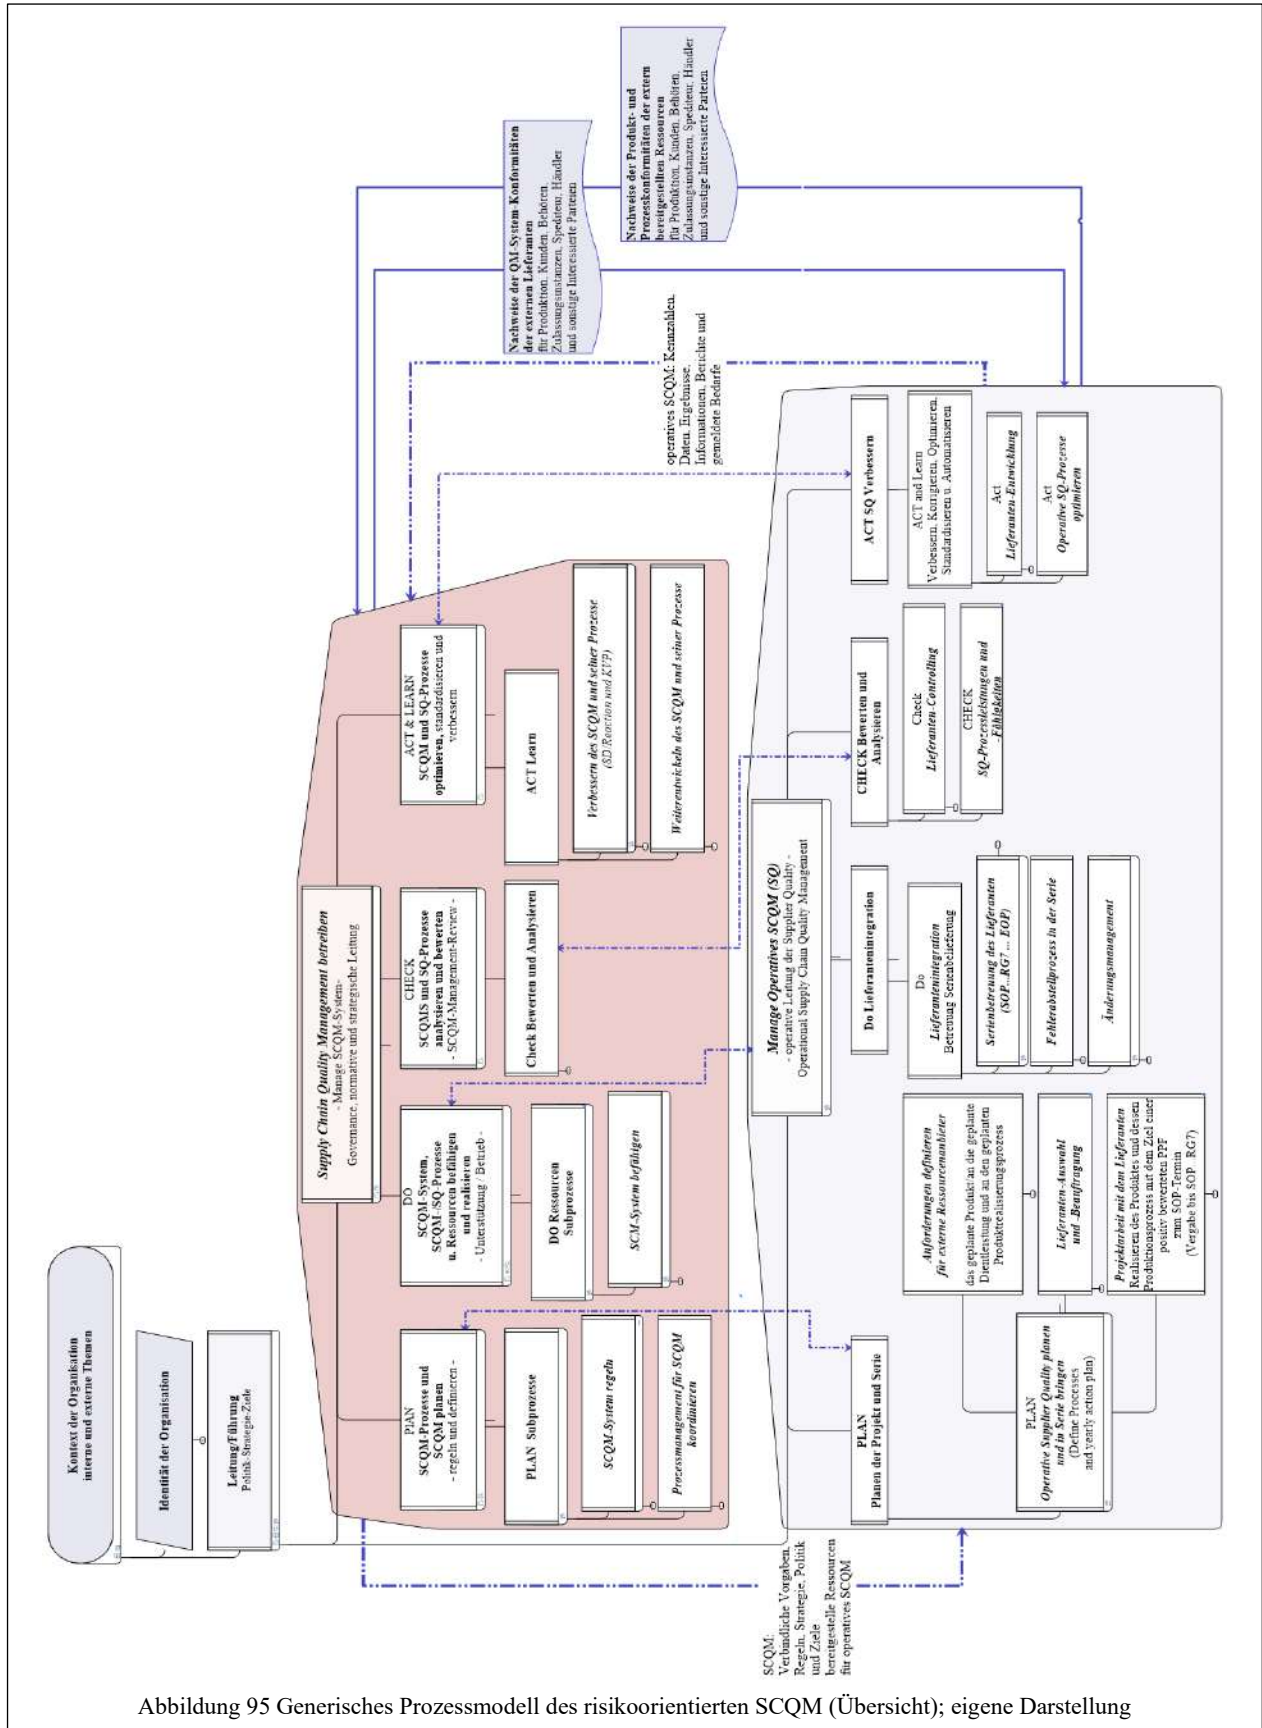 Kontext der Organisation
interne und externe Themen
Identität der Organisation
Leitung/Führung
Politik-Strategie-Ziele
Supply Chain Quality Management betreiben
- Manage SCQM-System-
Governance, normative und strategische Leitung
PlAN
SCQM-Prozesse und
SCQM planen
- regeln und definieren -
PLAN Subprozesse
SCQM-System regeln
Prozessmanagement für SCQM
koordinieren
DO
SCQM-System,
SCQM-/SQ-Prozesse
u. Ressourcen befähigen
und realisieren
- Unterstützung / Betrieb -
DO Ressourcen
Subprozesse
SCM-System befähigen
CHECK
SCQMS und SQ-Prozesse
analysieren und bewerten
- SCQM-Management-Review -
Check Bewerten und Analysieren
ACT & LEARN
SCQM und SQ-Prozesse
optimieren, standardisieren und
verbessern
ACT Learn
Verbessern des SCQM und seiner Prozesse
(8D/Reaction und KVP)
Weiterentwickeln des SCQM und seiner Prozesse
Nachweise der QM-System-Konformitäten
der externen Lieferanten
für Produktion, Kunden, Behören,
Zulassungsinstanzen, Spediteur, Händler
und sonstige Interessierte Parteien
Nachweise der Produkt- und
Prozesskonformitäten der extern
bereitgestellten Ressourcen
für Produktion, Kunden, Behören,
Zulassungsinstanzen, Spediteur, Händler
und sonstige Interessierte Parteien
operatives SCQM: Kennzahlen,
Daten, Ergebnisse,
Informationen, Berichte und
gemeldete Bedarfe
SCQM:
Verbindliche Vorgaben,
Regeln, Strategie, Politik
und Ziele
bereitgestelle Ressourcen
für operatives SCQM
Manage Operatives SCQM (SQ)
- operative Leitung der Supplier Quality -
Operational Supply Chain Quality Management
PLAN
Planen der Projekt und Serie
PLAN
Operative Supplier Quality planen
und in Serie bringen
(Define Processes
and yearly action plan)
Anforderungen definieren
für externe Ressourcenanbieter
das geplante Produkt/an die geplante
Dientleistung und an den geplanten
Produktrealisierungsprozess
Lieferanten-Auswahl
und -Beauftragung
Projektarbeit mit dem Lieferanten
Realisieren des Produktes und dessen
Produktionsprozess mit dem Ziel einer
positiv bewerteten PPF
zum SOP-Termin
(Vergabe bis SOP...RG7)
Do Lieferantenintegration
Do
Lieferantenintegration
Betreuung Serienbelieferung
Serienbetreuung des Lieferanten
(SOP...RG7 ... EOP)
Fehlerabstellprozess in der Serie
Änderungsmanagement
CHECK Bewerten und
Analysieren
Check
Lieferanten-Controlling
CHECK
SQ-Prozessleistungen und
-Fähigkeiten
ACT SQ Verbessern
ACT and Learn
Verbessern, Korrigieren, Optimieren,
Standardisieren u. Automatisieren
Act
Lieferanten-Entwicklung
Act
Operative SQ-Prozesse
optimieren
Abbildung 95 Generisches Prozessmodell des risikoorientierten SCQM (Übersicht); eigene Darstellung